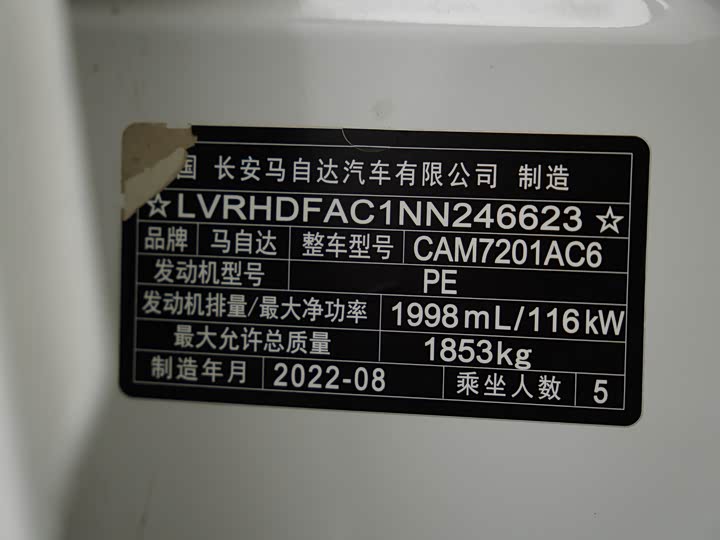 国 长安马自达汽车有限公司 制造
☆LVRHDFAC1NN246623☆
品牌 马自达 整车型号 CAM7201AC6
发动机型号 PE
发动机排量/最大净功率 1998mL/116kW
最大允许总质量 1853kg
制造年月 2022-08 乘坐人数 5